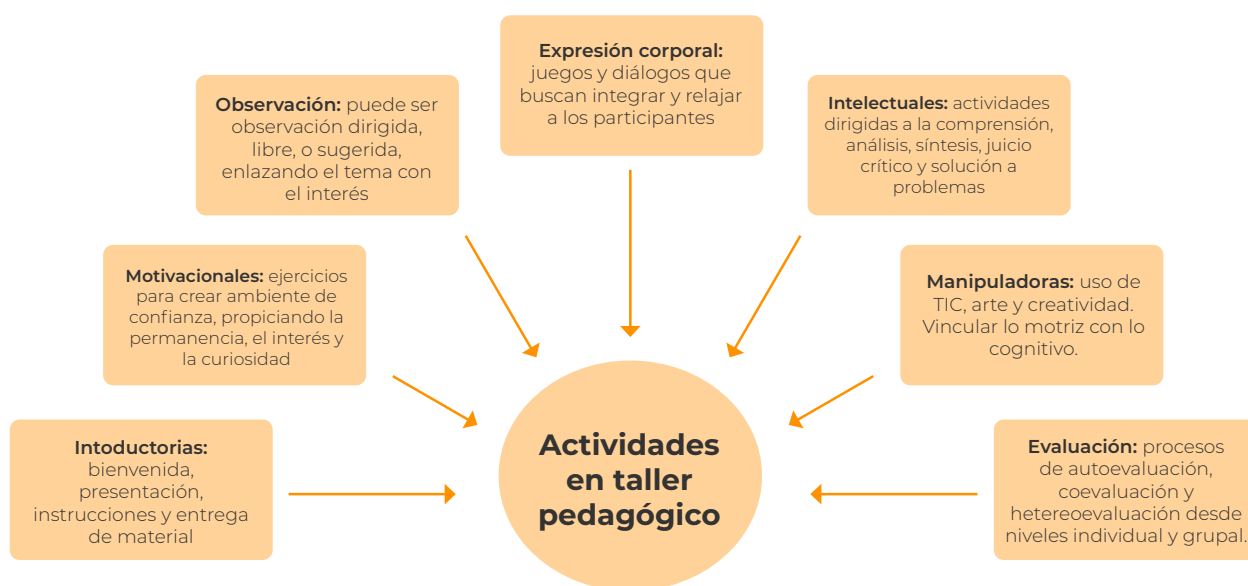 Expresión corporal:
juegos y diálogos que
buscan integrar y relajar
a los participantes
Observación: puede ser
observación dirigida,
libre, o sugerida,
enlazando el tema con
el interés
Intelectuales: actividades
dirigidas a la comprensión,
análisis, síntesis, juicio
crítico y solución a
problemas
Motivacionales: ejercicios
para crear ambiente de
confianza, propiciando la
permanencia, el interés y
la curiosidad
Manipuladoras: uso de
TIC, arte y creatividad.
Vincular lo motriz con lo
cognitivo.
Intoductorias:
bienvenida,
presentación,
instrucciones y entrega
de material
Actividades
en taller
pedagógico
Evaluación: procesos
de autoevaluación,
coevaluación y
hetereoevaluación desde
niveles individual y grupal.